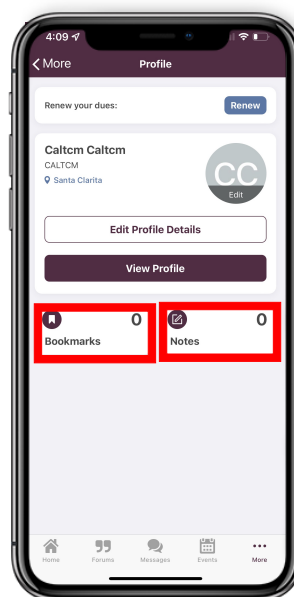 4:09
More
Profile
Renew your dues:
Renew
Caltcm Caltcm
CALTCM
Santa Clarita
CC
Edit
Edit Profile Details
View Profile
0
0
Bookmarks
Notes
Home
Forums
Messages
Events
More